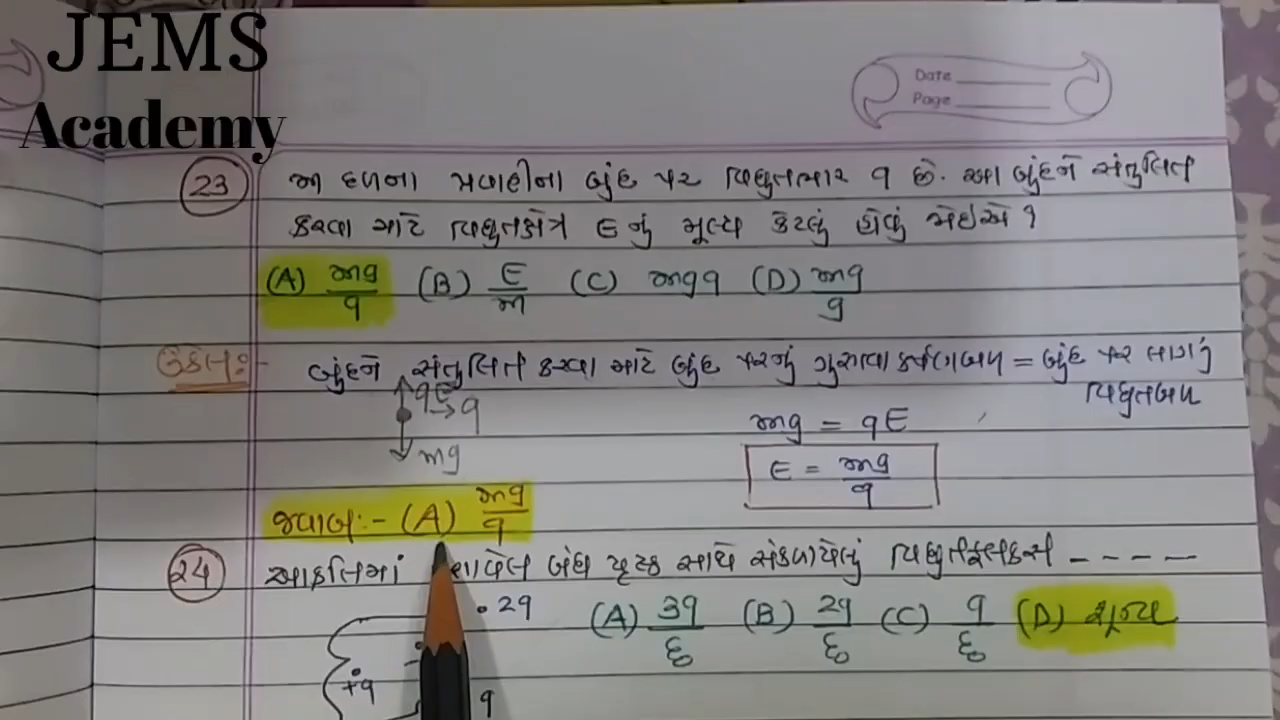 JEMS
Academy
Date
Page
23 m દળના પ્રવાહીના બુંદ પર વિદ્યુતભાર q છે. આ બુંદને સંતુલિત
કરવા માટે વિદ્યુતક્ષેત્ર E નું મૂલ્ય કેટલું હોવું જોઇએ ?
(A) mg/q (B) E/m (C) mgq (D) mq/g
ઉકેલ:- બુંદને સંતુલિત કરવા માટે બુંદ પરનું ગુરુત્વાકર્ષણબળ = બુંદ પર લાગતું
વિદ્યુતબળ
qE
q
mg
mg = qE
E = mg/q
જવાબ:- (A) mg/q
24 આકૃતિમાં બંધ પૃષ્ઠ સાથે સંકળાયેલું વિદ્યુતફ્લક્સ ----
(A) 3q/ε₀ (B) 2q/ε₀ (C) q/ε₀ (D) શૂન્ય
. 2q
+q
q